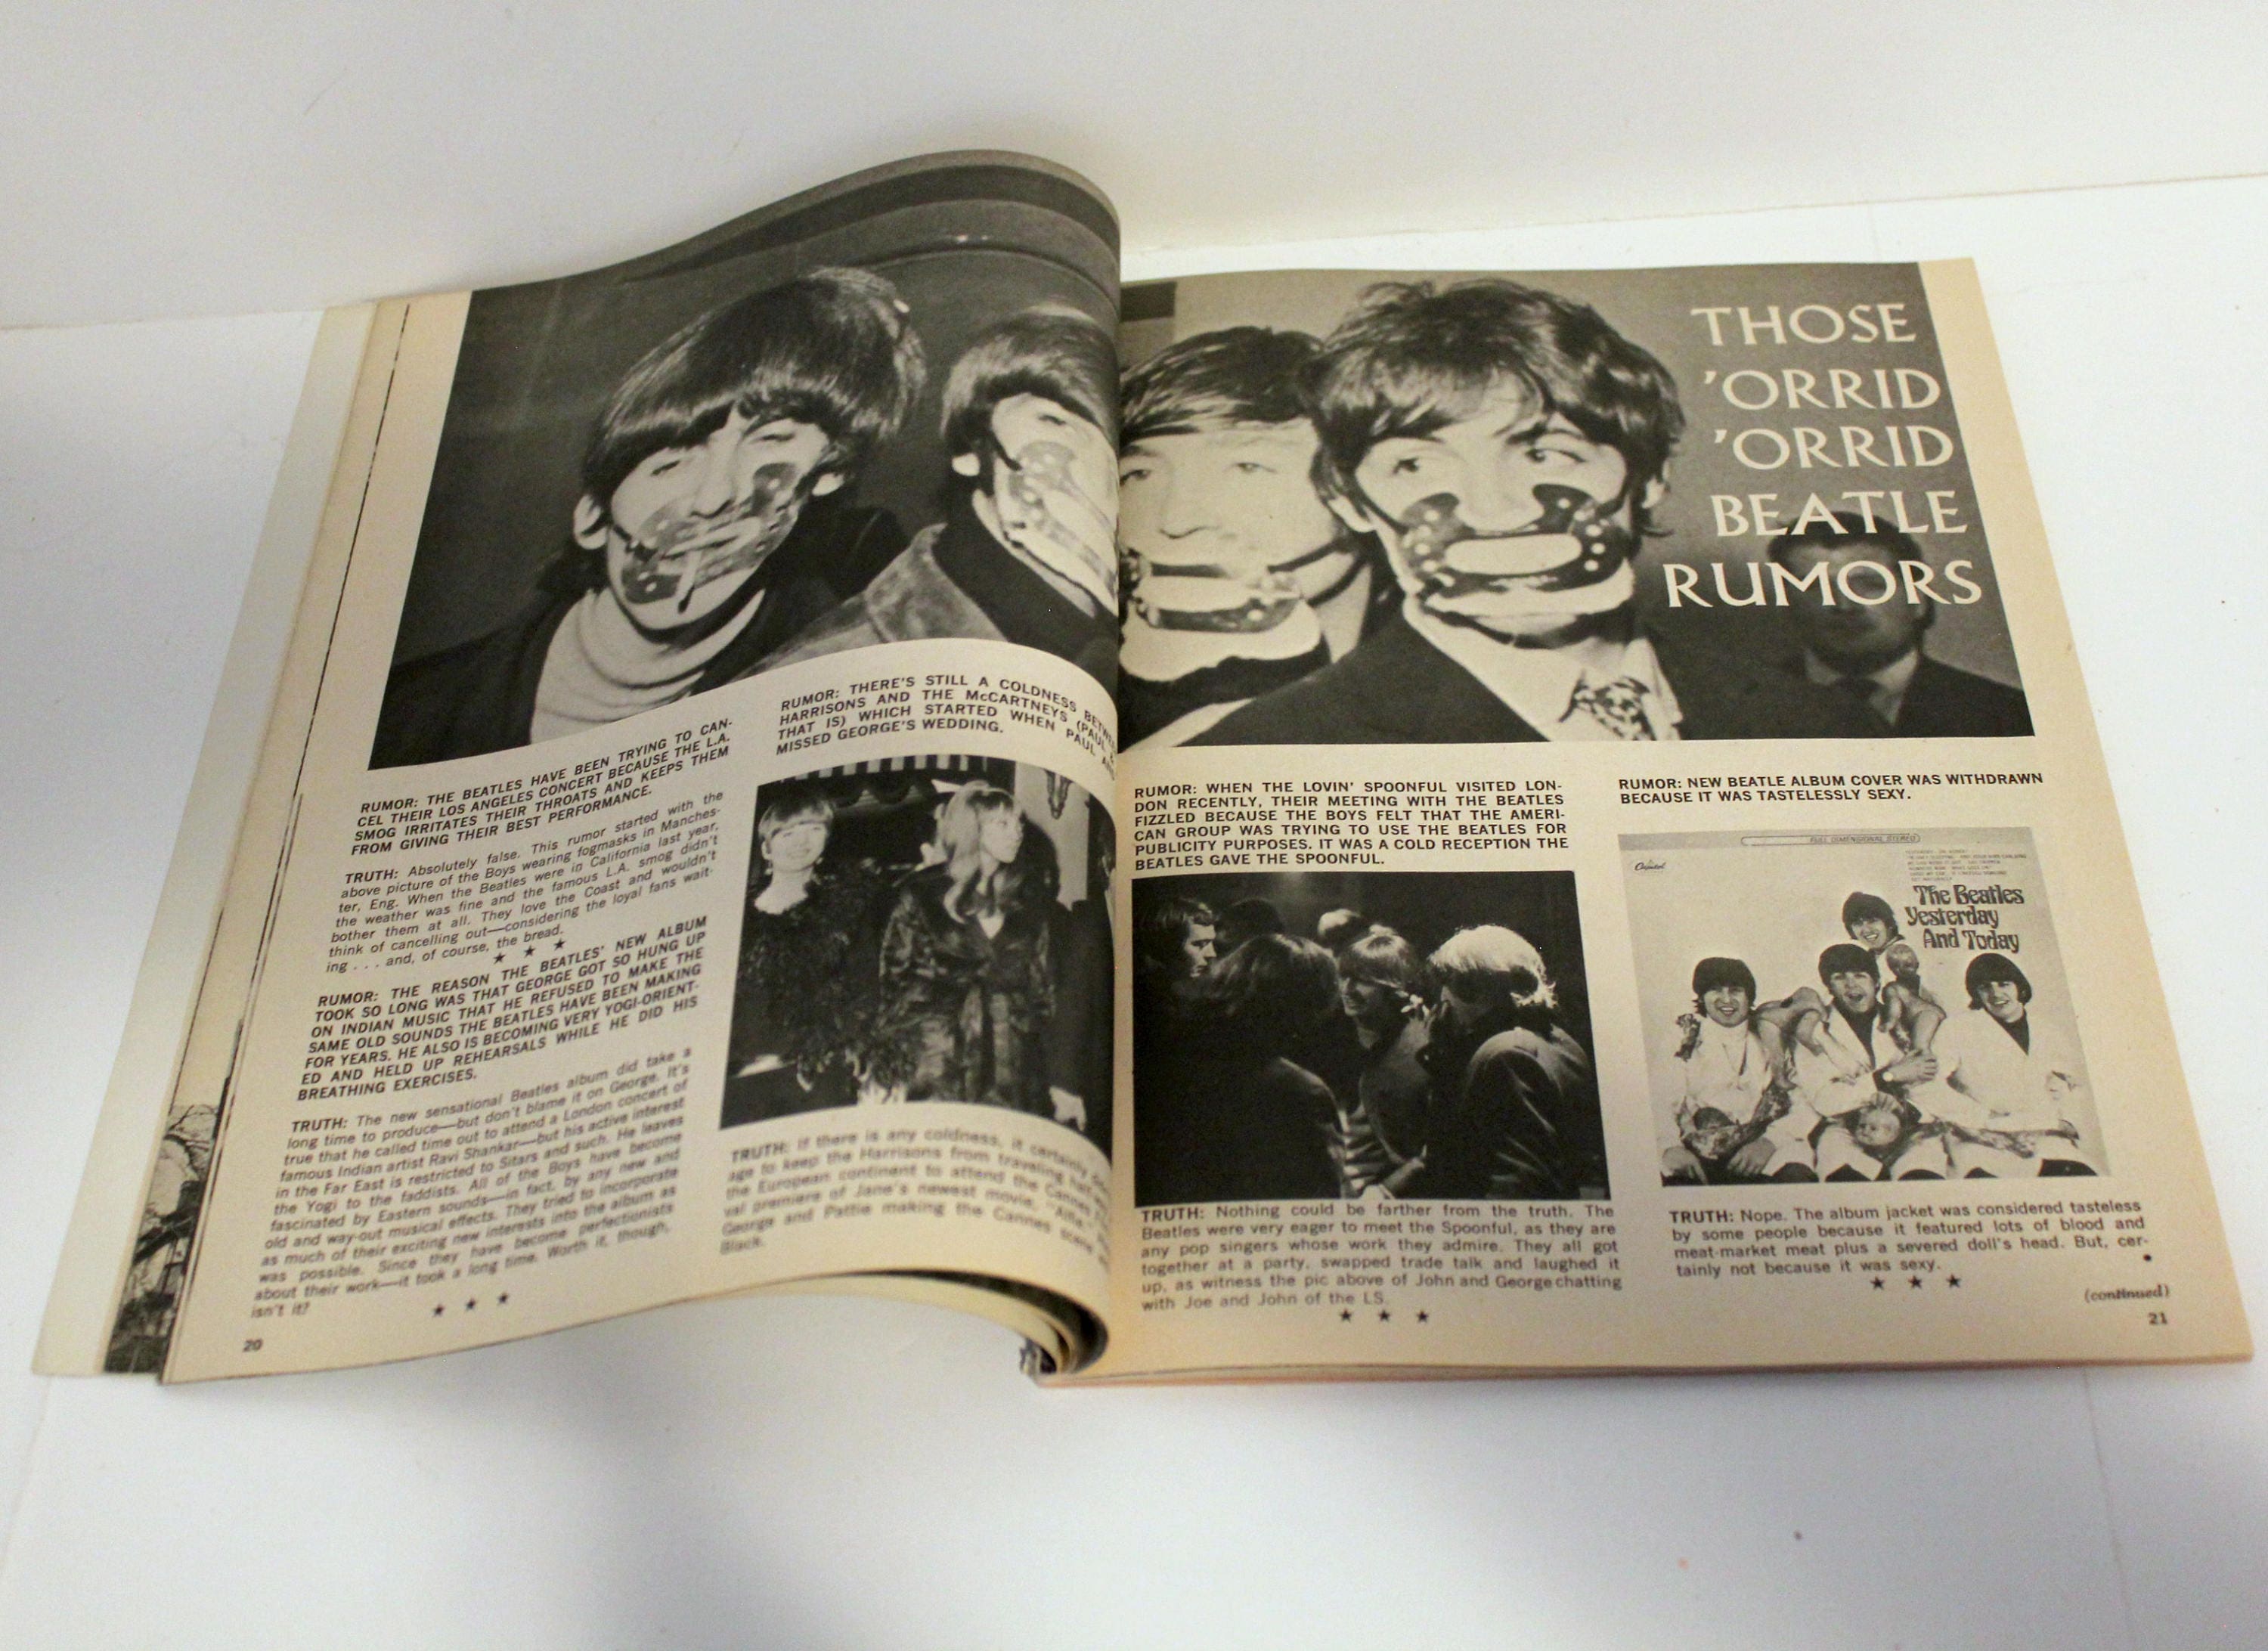 RUMOR: THE BEATLES HAVE BEEN TRYING TO CAN-
CEL THEIR LOS ANGELES CONCERT BECAUSE THE L.A.
SMOG IRRITATES THEIR THROATS AND KEEPS THEM
FROM GIVING THEIR BEST PERFORMANCE.
TRUTH: Absolutely false. This rumor started with the
above picture of the Boys wearing fogmasks in Manches-
ter, Eng. When the Beatles were in California last year,
the weather was fine and the famous L.A. smog didn't
bother them at all. They love the Coast and wouldn't
think of cancelling out—considering the loyal fans wait-
ing . . . and, of course, the bread.
★ ★ ★
RUMOR: THE REASON THE BEATLES' NEW ALBUM
TOOK SO LONG WAS THAT GEORGE GOT SO HUNG UP
ON INDIAN MUSIC THAT HE REFUSED TO MAKE THE
SAME OLD SOUNDS THE BEATLES HAVE BEEN MAKING
FOR YEARS. HE ALSO IS BECOMING VERY YOGI-ORIENT-
ED AND HELD UP REHEARSALS WHILE HE DID HIS
BREATHING EXERCISES.
TRUTH: The new sensational Beatles album did take a
long time to produce—but don't blame it on George. It's
true that he called time out to attend a London concert of
famous Indian artist Ravi Shankar—but his active interest
in the Far East is restricted to Sitars and such. He leaves
the Yogi to the faddists. All of the Boys have become
fascinated by Eastern sounds—in fact, by any new and
old and way-out musical effects. They tried to incorporate
as much of their exciting new interests into the album as
was possible. Since they have become perfectionists
about their work—it took a long time. Worth it, though,
isn't it?
★ ★ ★
20
RUMOR: THERE'S STILL A COLDNESS
HARRISONS AND THE McCARTNEYS (PAUL
THAT IS) WHICH STARTED WHEN PAUL
MISSED GEORGE'S WEDDING.
TRUTH: If there is any coldness, it certainly
age to keep the Harrisons from traveling
the European continent to attend the Cannes
val premiere of Jane's newest movie, "Alfie."
George and Pattie making the Cannes scene
Black.
THOSE
'ORRID
'ORRID
BEATLE
RUMORS
RUMOR: WHEN THE LOVIN' SPOONFUL VISITED LON-
DON RECENTLY, THEIR MEETING WITH THE BEATLES
FIZZLED BECAUSE THE BOYS FELT THAT THE AMERI-
CAN GROUP WAS TRYING TO USE THE BEATLES FOR
PUBLICITY PURPOSES. IT WAS A COLD RECEPTION THE
BEATLES GAVE THE SPOONFUL.
TRUTH: Nothing could be farther from the truth. The
Beatles were very eager to meet the Spoonful, as they are
any pop singers whose work they admire. They all got
together at a party, swapped trade talk and laughed it
up, as witness the pic above of John and George chatting
with Joe and John of the LS.
★ ★ ★
RUMOR: NEW BEATLE ALBUM COVER WAS WITHDRAWN
BECAUSE IT WAS TASTELESSLY SEXY.
FULL DIMENSIONAL STEREO
Capitol
The Beatles
Yesterday
And Today
TRUTH: Nope. The album jacket was considered tasteless
by some people because it featured lots of blood and
meat-market meat plus a severed doll's head. But, cer-
tainly not because it was sexy.
★ ★ ★
(continued)
21